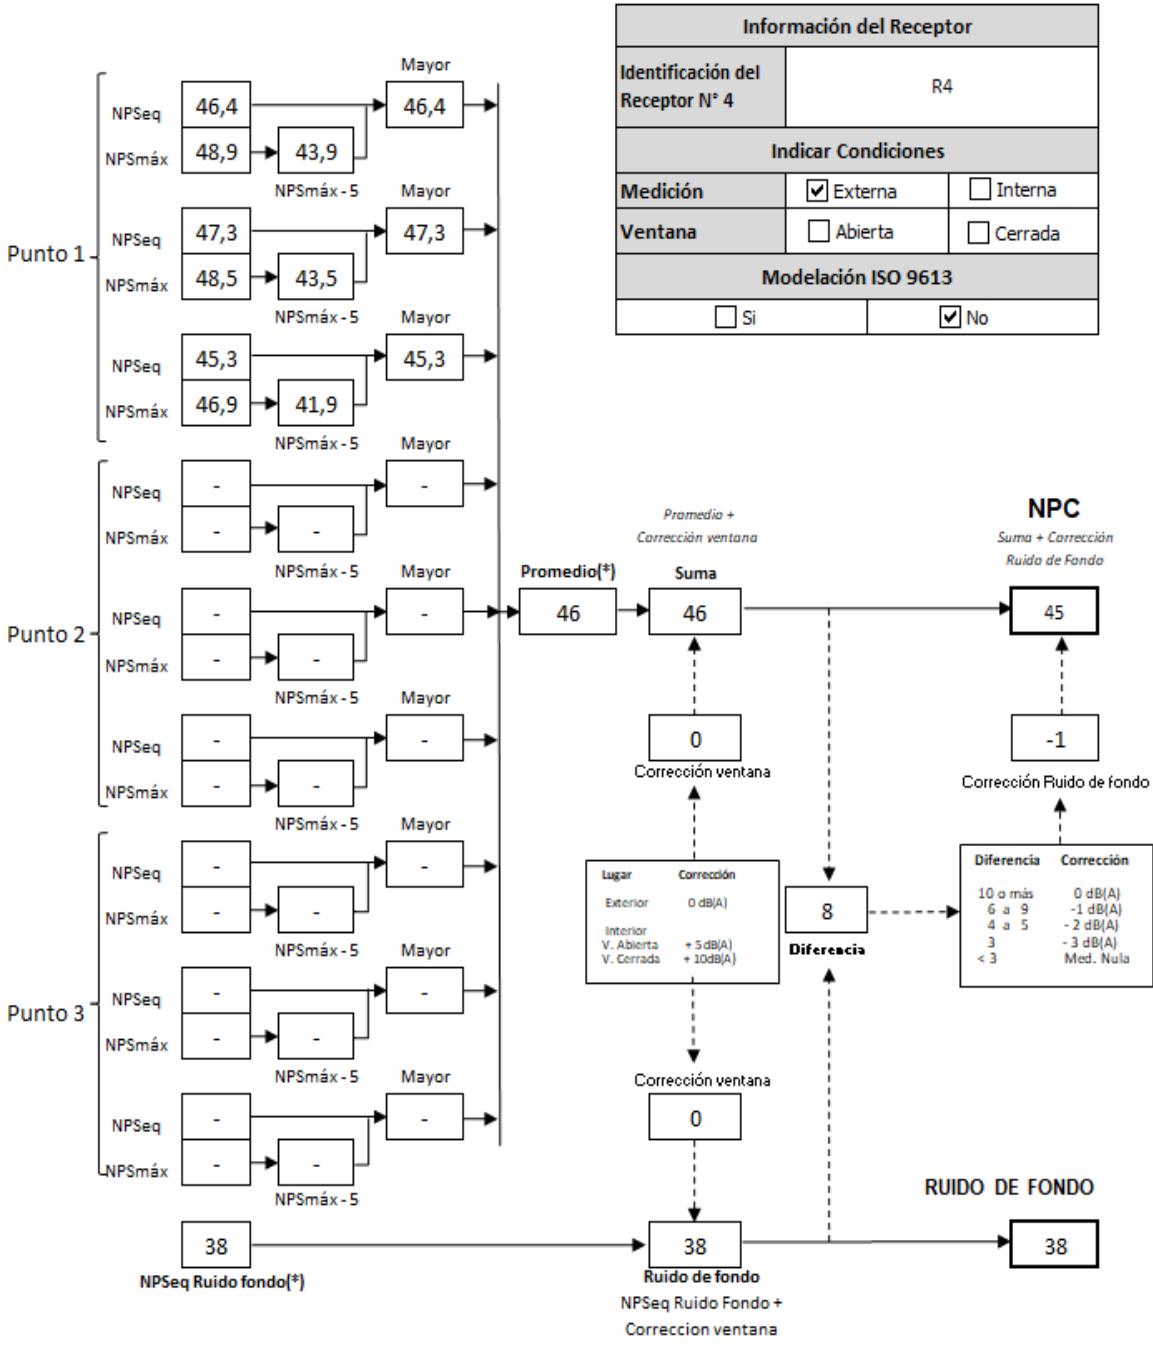 Información del Receptor
Identificación del
Receptor N° 4
R4
Indicar Condiciones
Medición
Externa
Interna
Ventana
Abierta
Cerrada
Modelación ISO 9613
Si
No
Punto 1
Mayor
NPSeq
46,4
46,4
NPSmáx
48,9
43,9
NPSmáx - 5
Mayor
NPSeq
47,3
47,3
NPSmáx
48,5
43,5
NPSmáx - 5
Mayor
NPSeq
45,3
45,3
NPSmáx
46,9
41,9
NPSmáx - 5
Punto 2
Mayor
NPSeq
-
-
NPSmáx
-
-
NPSmáx - 5
Mayor
NPSeq
-
-
NPSmáx
-
-
NPSmáx - 5
Mayor
NPSeq
-
-
NPSmáx
-
-
NPSmáx - 5
Punto 3
Mayor
NPSeq
-
-
NPSmáx
-
-
NPSmáx - 5
Mayor
NPSeq
-
-
NPSmáx
-
-
NPSmáx - 5
Mayor
NPSeq
-
-
NPSmáx
-
-
NPSmáx - 5
Promedio(*)
46
Promedio +
Corrección ventana
Suma
46
NPC
Suma + Corrección
Ruido de Fondo
45
0
Corrección ventana
-1
Corrección Ruido de fondo
Lugar Corrección
Exterior 0 dB(A)
Interior
V. Abierta + 5 dB(A)
V. Cerrada + 10dB(A)
8
Diferencia
Diferencia Corrección
10 o más 0 dB(A)
6 a 9 -1 dB(A)
4 a 5 - 2 dB(A)
3 - 3 dB(A)
< 3 Med. Nula
Corrección ventana
0
38
NPSeq Ruido fondo(*)
38
Ruido de fondo
NPSeq Ruido Fondo +
Correccion ventana
RUIDO DE FONDO
38